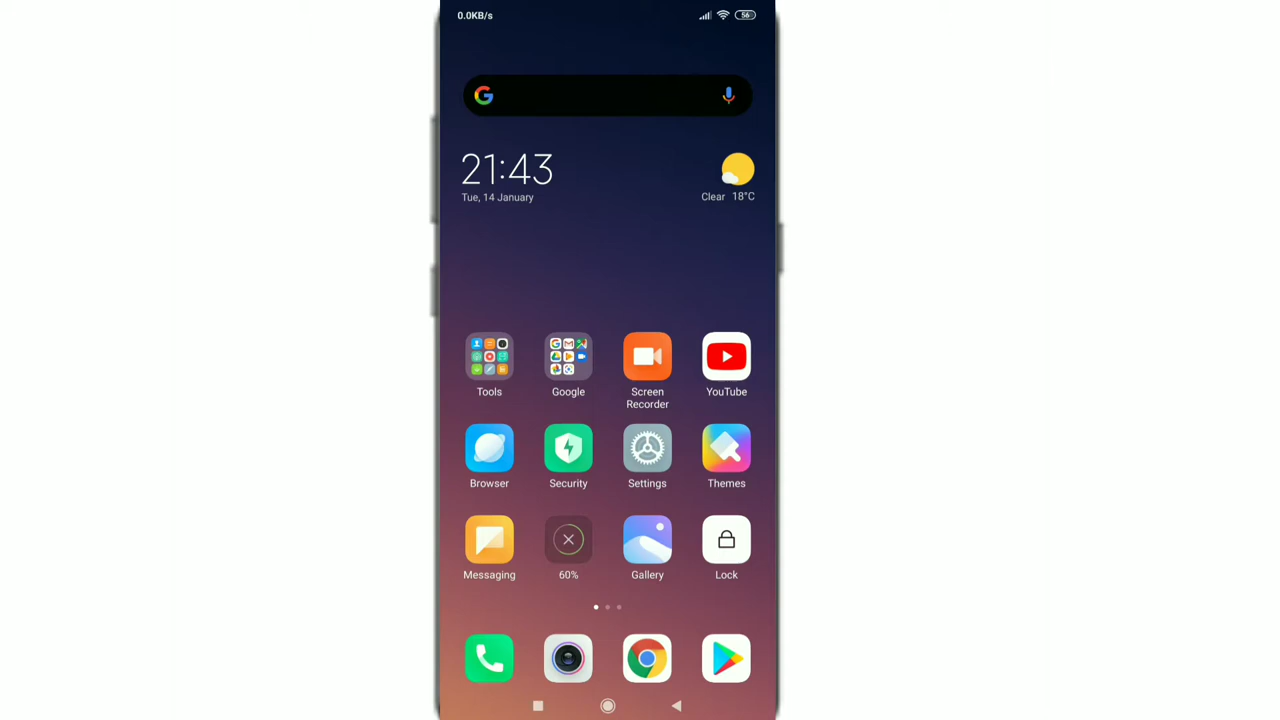 0.0KB/s
56
21:43
Tue, 14 January
Clear 18°C
Tools
Google
Screen
Recorder
YouTube
Browser
Security
Settings
Themes
Messaging
60%
Gallery
Lock